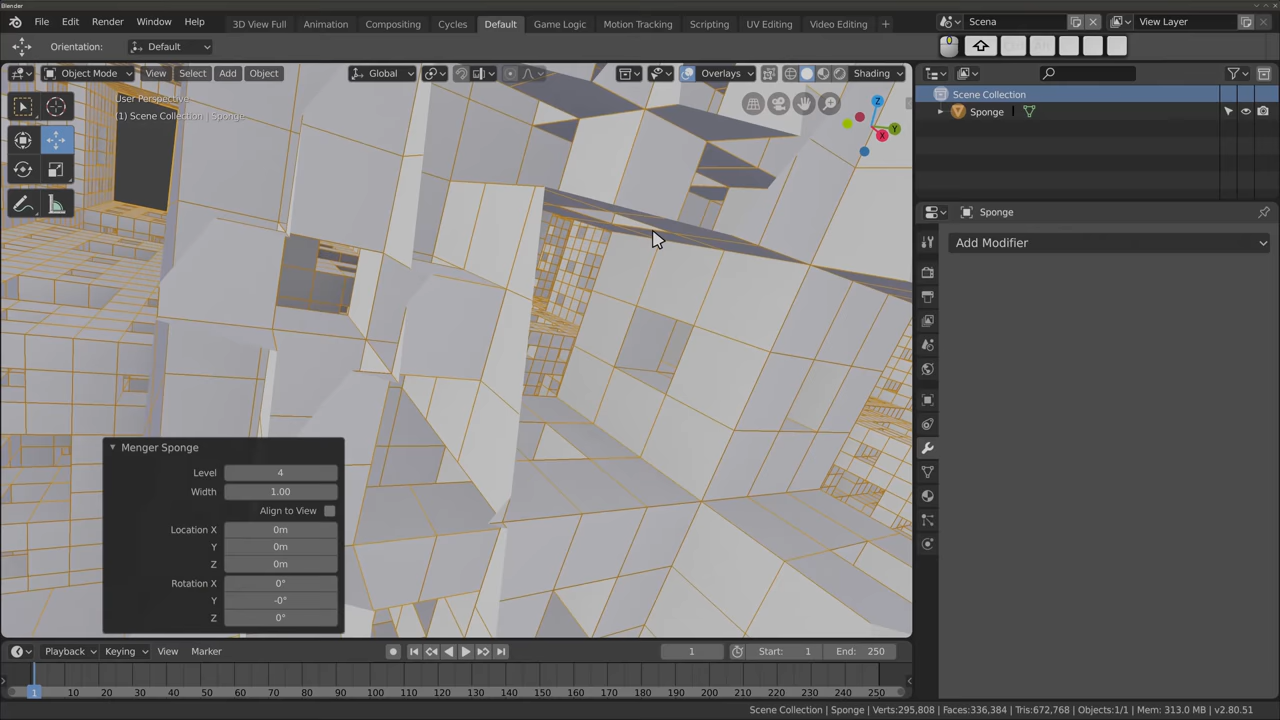 Blender
File Edit Render Window Help
3D View Full Animation Compositing Cycles Default Game Logic Motion Tracking Scripting UV Editing Video Editing +
Scena
View Layer
Orientation: Default
Object Mode View Select Add Object
Global
Overlays
Shading
User Perspective
(1) Scene Collection | Sponge
Z
Y
X
Scene Collection
Sponge
Sponge
Add Modifier
Menger Sponge
Level 4
Width 1.00
Align to View
Location X 0m
Y 0m
Z 0m
Rotation X 0°
Y -0°
Z 0°
Playback Keying View Marker
1
Start: 1
End: 250
1 10 20 30 40 50 60 70 80 90 100 110 120 130 140 150 160 170 180 190 200 210 220 230 240 250
Scene Collection | Sponge | Verts:295,808 | Faces:336,384 | Tris:672,768 | Objects:1/1 | Mem: 313.0 MB | v2.80.51